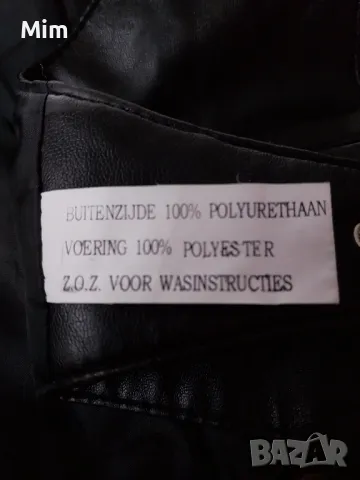 Mim
BUITENZIJDE 100% POLYURETHAAN
VOERING 100% POLYESTER
Z.O.Z. VOOR WASINSTRUCTIES
BAZAR